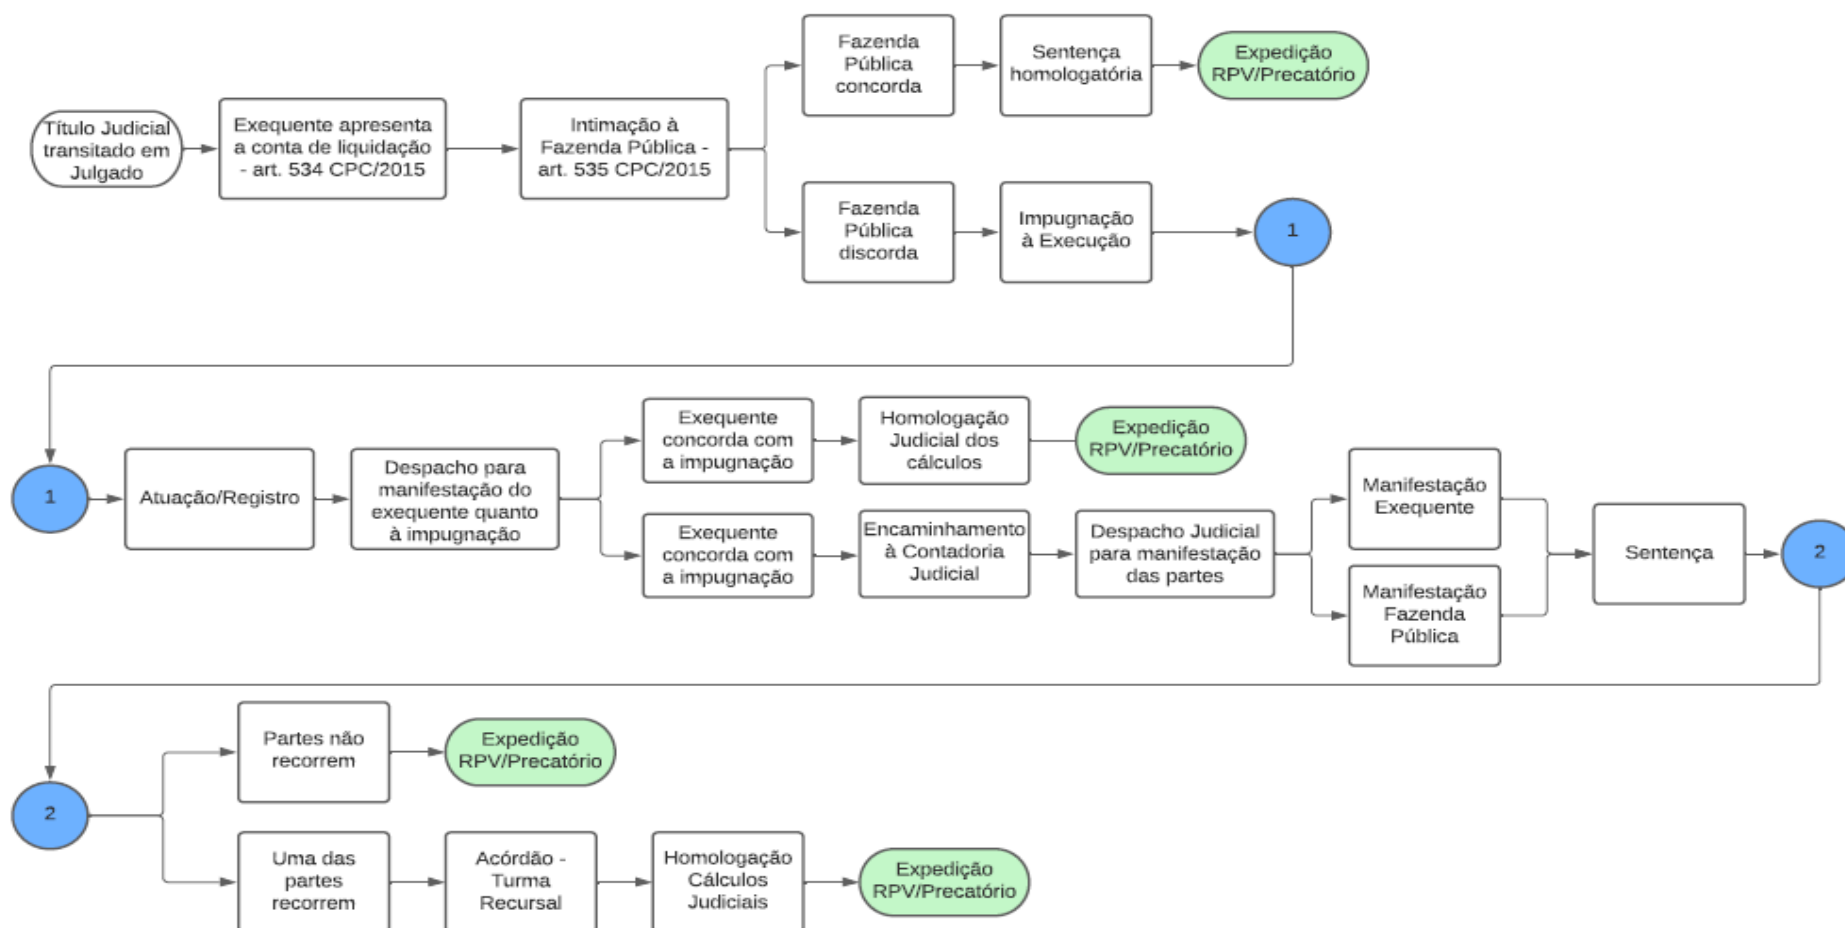 Título Judicial
transitado em
Julgado
Exequente apresenta
a conta de liquidação
- art. 534 CPC/2015
Intimação à
Fazenda Pública -
art. 535 CPC/2015
Fazenda
Pública
concorda
Sentença
homologatória
Expedição
RPV/Precatório
Fazenda
Pública
discorda
Impugnação
à Execução
1
1
Atuação/Registro
Despacho para
manifestação do
exequente quanto
à impugnação
Exequente
concorda com
a impugnação
Homologação
Judicial dos
cálculos
Expedição
RPV/Precatório
Exequente
concorda com
a impugnação
Encaminhamento
à Contadoria
Judicial
Despacho Judicial
para manifestação
das partes
Manifestação
Exequente
Manifestação
Fazenda
Pública
Sentença
2
2
Partes não
recorrem
Expedição
RPV/Precatório
Uma das
partes
recorrem
Acórdão -
Turma
Recursal
Homologação
Cálculos
Judiciais
Expedição
RPV/Precatório